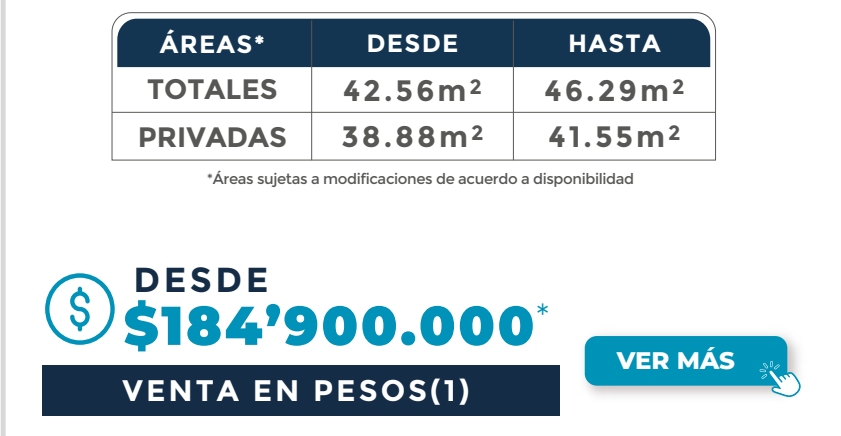 ÁREAS* DESDE HASTA
TOTALES 42.56m² 46.29m²
PRIVADAS 38.88m² 41.55m²
*Áreas sujetas a modificaciones de acuerdo a disponibilidad
$
DESDE
$184’900.000*
VER MÁS
VENTA EN PESOS(1)